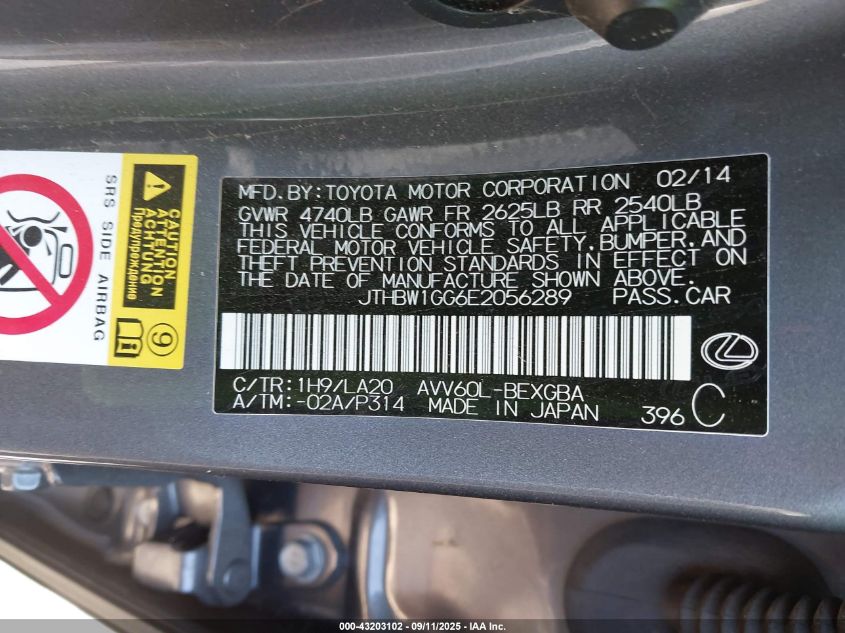 SRS SIDE AIRBAG
CAUTION
ATTENTION
ACHTUNG
Предупреждение
9
MFD.BY:TOYOTA MOTOR CORPORATION 02/14
GVWR 4740LB GAWR FR 2625LB RR 2540LB
THIS VEHICLE CONFORMS TO ALL APPLICABLE
FEDERAL MOTOR VEHICLE SAFETY,BUMPER,AND
THEFT PREVENTION STANDARDS IN EFFECT ON
THE DATE OF MANUFACTURE SHOWN ABOVE.
JTHBW1GG6E2056289 PASS.CAR
C/TR:1H9/LA20 AVV60L-BEXGBA
A/TM:-02A/P314 MADE IN JAPAN 396 C
000-43203102 - 09/11/2025 - IAA Inc.